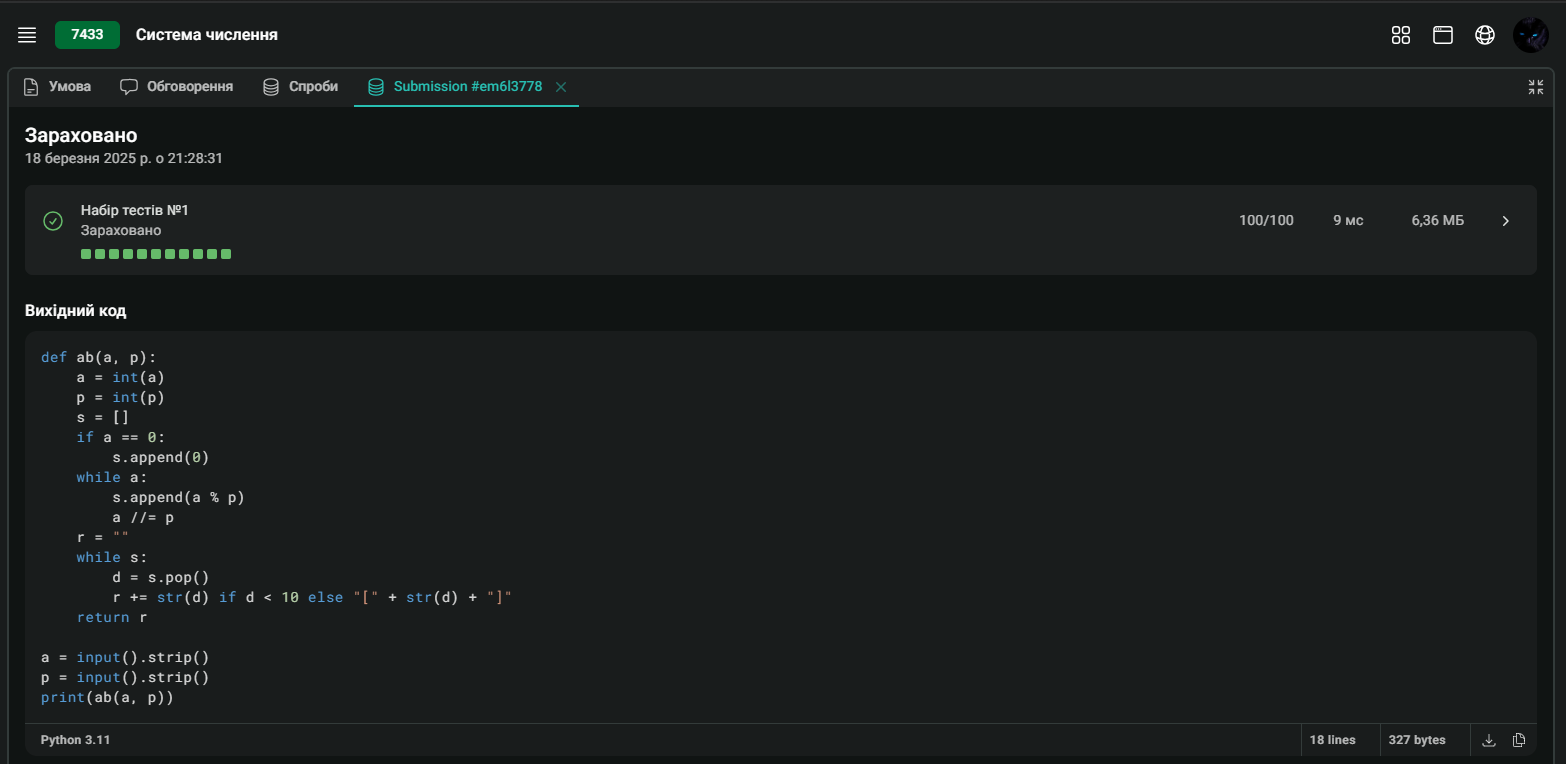 7433 Система числення
Умова Обговорення Спроби Submission #em6l3778
Зараховано
18 березня 2025 р. о 21:28:31
Набір тестів №1
Зараховано
100/100 9 мс 6,36 МБ
Вихідний код
def ab(a, p):
    a = int(a)
    p = int(p)
    s = []
    if a == 0:
        s.append(0)
    while a:
        s.append(a % p)
        a //= p
    r = ""
    while s:
        d = s.pop()
        r += str(d) if d < 10 else "[" + str(d) + "]"
    return r

a = input().strip()
p = input().strip()
print(ab(a, p))
Python 3.11 18 lines 327 bytes